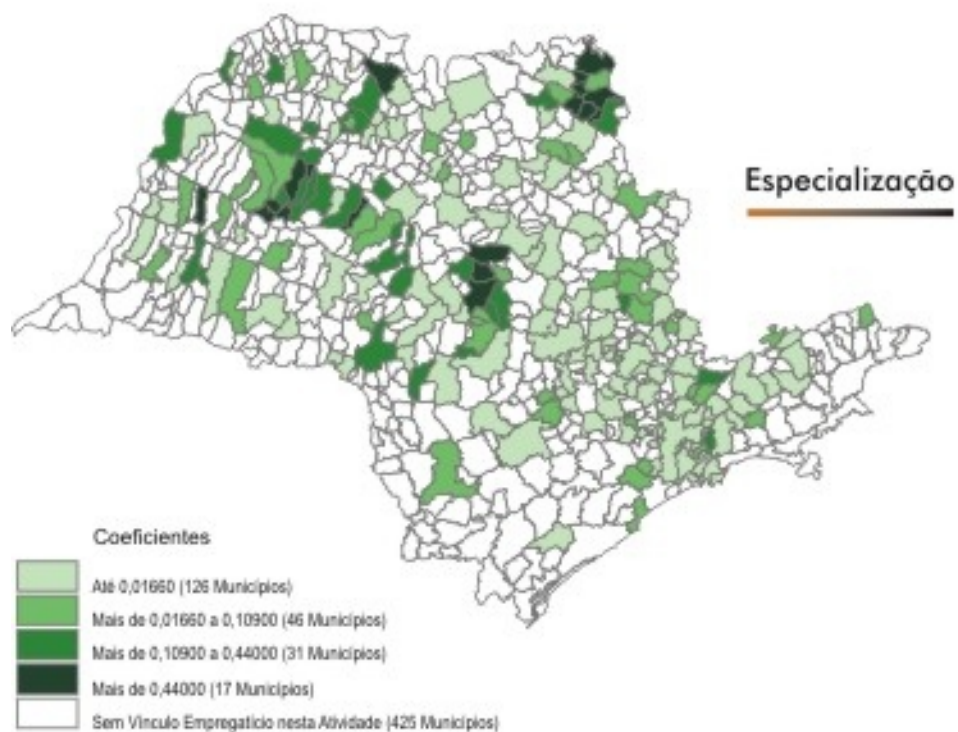 Especialização
Coeficientes
Até 0,01660 (126 Municípios)
Mais de 0,01660 a 0,10900 (46 Municípios)
Mais de 0,10900 a 0,44000 (31 Municípios)
Mais de 0,44000 (17 Municípios)
Sem Vínculo Empregatício nesta Atividade (425 Municípios)